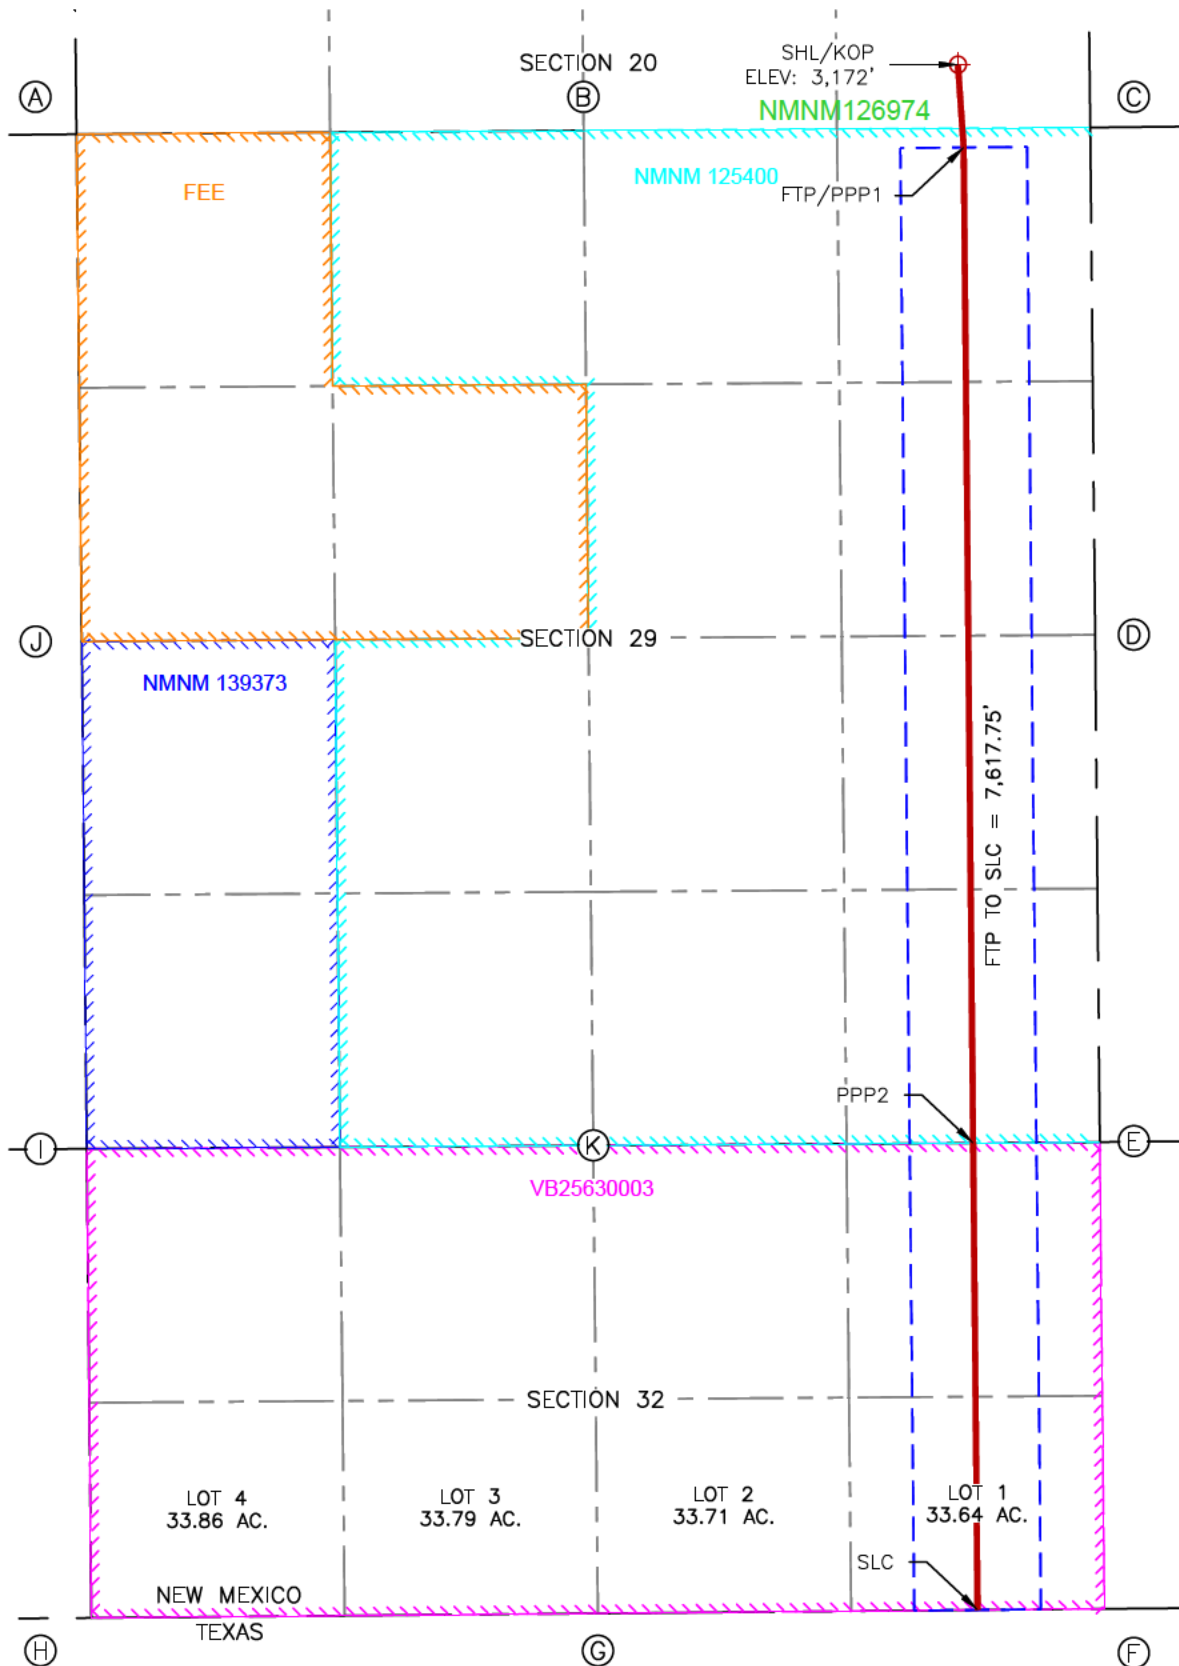 SECTION 20
SHL/KOP
ELEV: 3,172'
A
B
C
NMNM126974
FEE
NMNM 125400
FTP/PPP1
J
SECTION 29
D
NMNM 139373
FTP TO SLC = 7,617.75'
PPP2
I
K
E
VB25630003
SECTION 32
LOT 4
33.86 AC.
LOT 3
33.79 AC.
LOT 2
33.71 AC.
LOT 1
33.64 AC.
SLC
NEW MEXICO
TEXAS
H
G
F